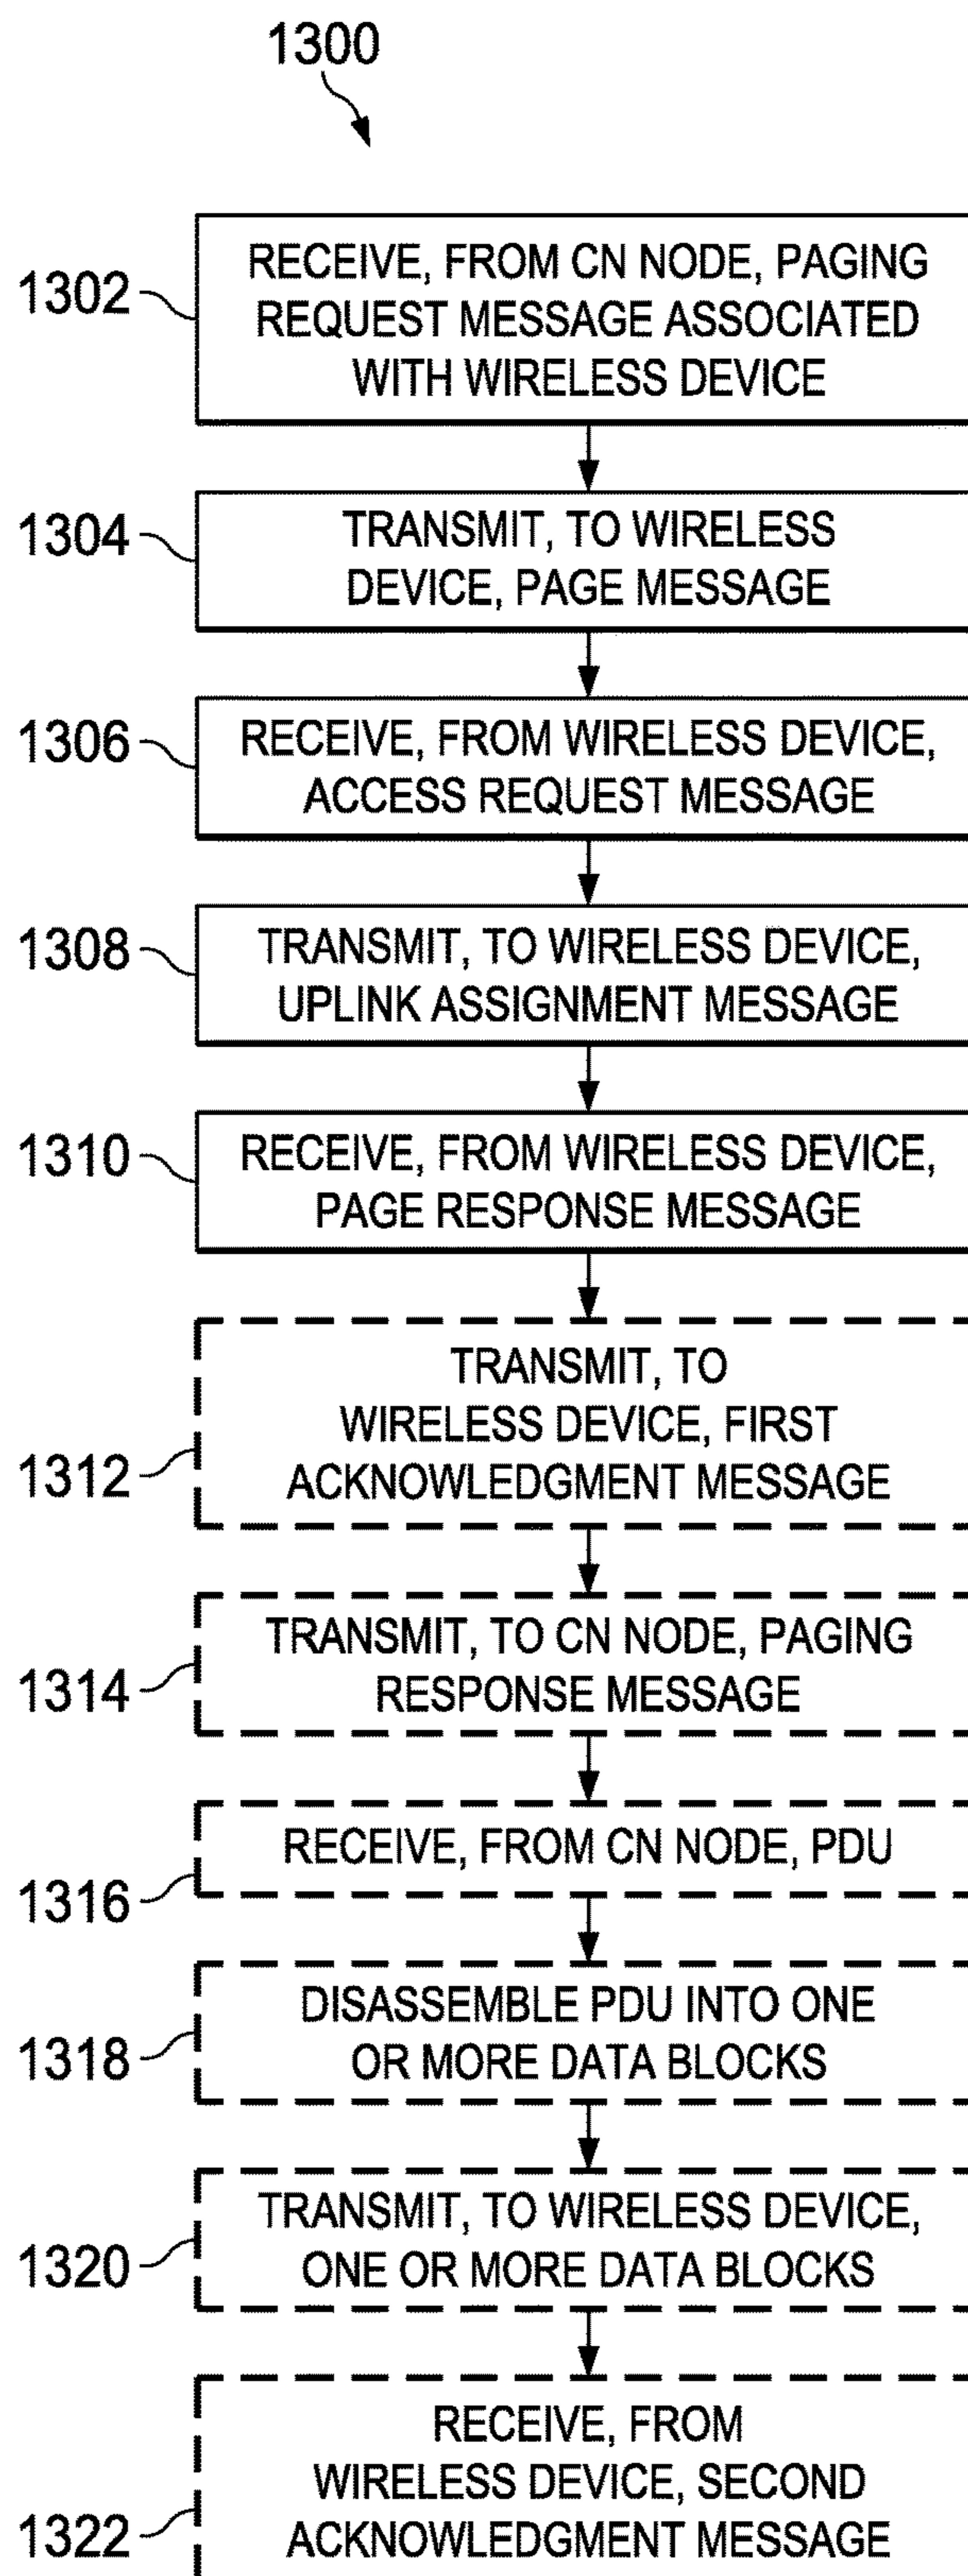 1300
1302
RECEIVE, FROM CN NODE, PAGING
REQUEST MESSAGE ASSOCIATED
WITH WIRELESS DEVICE
1304
TRANSMIT, TO WIRELESS
DEVICE, PAGE MESSAGE
1306
RECEIVE, FROM WIRELESS DEVICE,
ACCESS REQUEST MESSAGE
1308
TRANSMIT, TO WIRELESS DEVICE,
UPLINK ASSIGNMENT MESSAGE
1310
RECEIVE, FROM WIRELESS DEVICE,
PAGE RESPONSE MESSAGE
1312
TRANSMIT, TO
WIRELESS DEVICE, FIRST
ACKNOWLEDGMENT MESSAGE
1314
TRANSMIT, TO CN NODE, PAGING
RESPONSE MESSAGE
1316
RECEIVE, FROM CN NODE, PDU
1318
DISASSEMBLE PDU INTO ONE
OR MORE DATA BLOCKS
1320
TRANSMIT, TO WIRELESS DEVICE,
ONE OR MORE DATA BLOCKS
1322
RECEIVE, FROM
WIRELESS DEVICE, SECOND
ACKNOWLEDGMENT MESSAGE